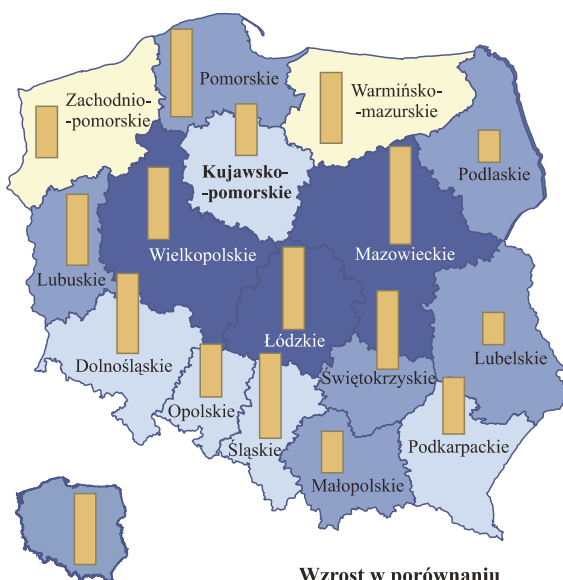 Pomorskie
Zachodnio-
-pomorskie
Warmińsko-
-mazurskie
Kujawsko-
-pomorskie
Podlaskie
Wielkopolskie
Mazowieckie
Lubuskie
Łódzkie
Lubelskie
Dolnośląskie
Świętokrzyskie
Opolskie
Śląskie
Podkarpackie
Małopolskie
Wzrost w porównaniu